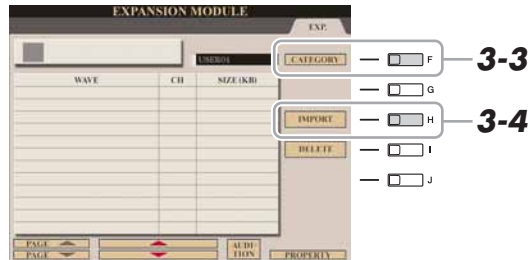 EXPANSION MODULE
EXP.
USER01
CATEGORY
F
3-3
WAVE CH SIZE (KB)
G
IMPORT
H
3-4
DELETE
I
J
PAGE
PAGE
AUDI-
TION
PROPERTY